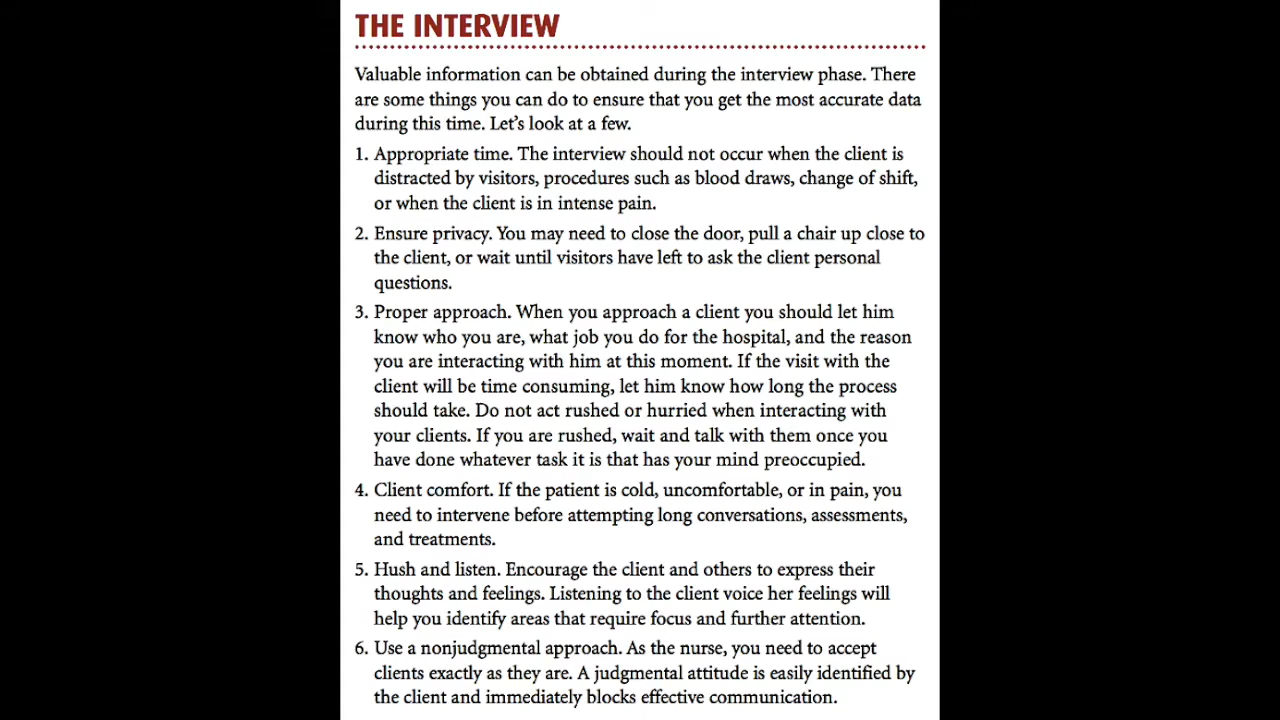 THE INTERVIEW
Valuable information can be obtained during the interview phase. There
are some things you can do to ensure that you get the most accurate data
during this time. Let's look at a few.
1. Appropriate time. The interview should not occur when the client is
distracted by visitors, procedures such as blood draws, change of shift,
or when the client is in intense pain.
2. Ensure privacy. You may need to close the door, pull a chair up close to
the client, or wait until visitors have left to ask the client personal
questions.
3. Proper approach. When you approach a client you should let him
know who you are, what job you do for the hospital, and the reason
you are interacting with him at this moment. If the visit with the
client will be time consuming, let him know how long the process
should take. Do not act rushed or hurried when interacting with
your clients. If you are rushed, wait and talk with them once you
have done whatever task it is that has your mind preoccupied.
4. Client comfort. If the patient is cold, uncomfortable, or in pain, you
need to intervene before attempting long conversations, assessments,
and treatments.
5. Hush and listen. Encourage the client and others to express their
thoughts and feelings. Listening to the client voice her feelings will
help you identify areas that require focus and further attention.
6. Use a nonjudgmental approach. As the nurse, you need to accept
clients exactly as they are. A judgmental attitude is easily identified by
the client and immediately blocks effective communication.